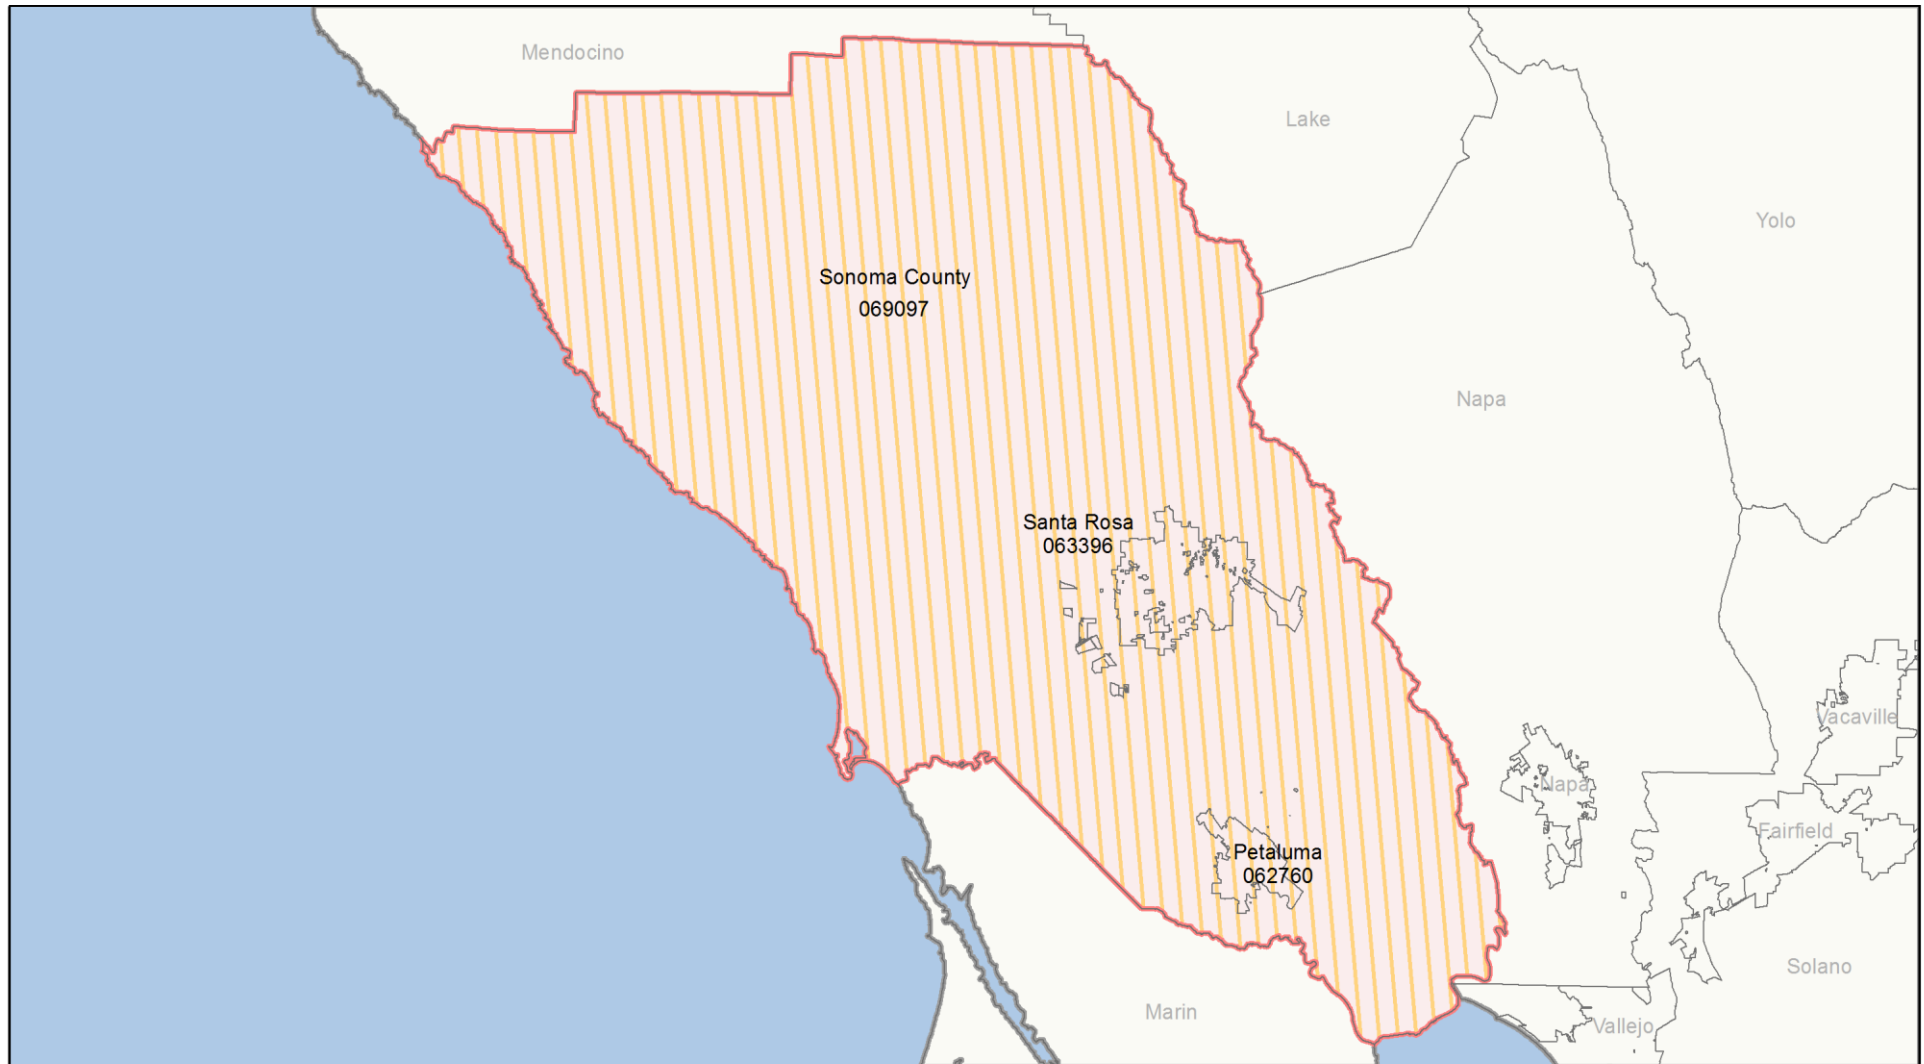 Mendocino
Lake
Yolo
Sonoma County
069097
Napa
Santa Rosa
063396
Vacaville
Napa
Fairfield
Petaluma
062760
Solano
Marin
Vallejo